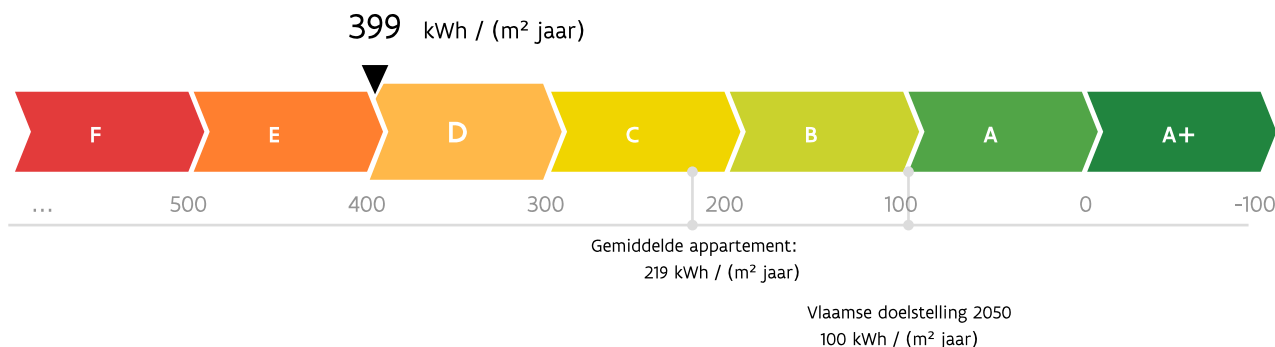 399 kWh / (m² jaar)
F E D C B A A+
... 500 400 300 200 100 0 -100
Gemiddelde appartement:
219 kWh / (m² jaar)
Vlaamse doelstelling 2050
100 kWh / (m² jaar)